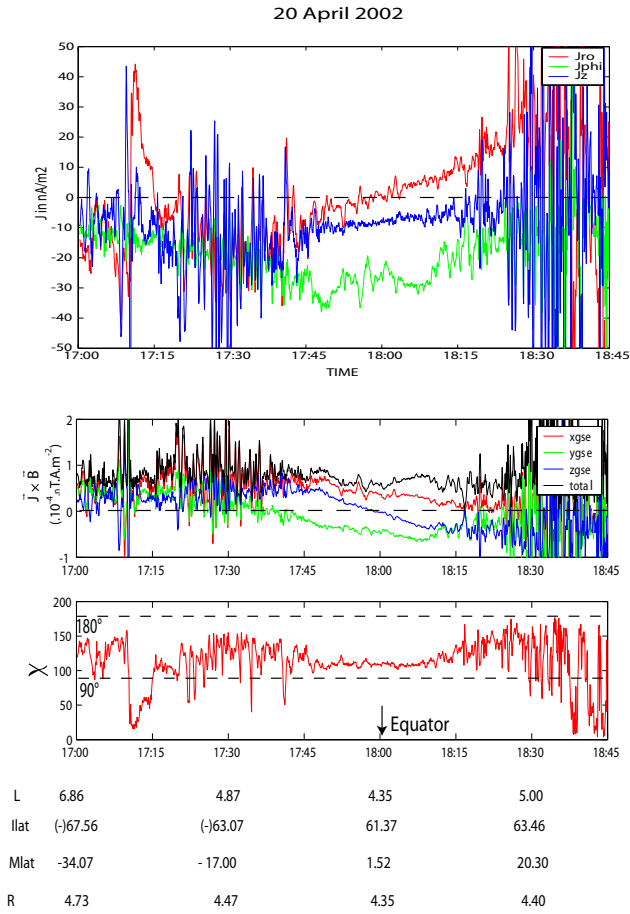 20 April 2002
50
40
30
20
10
0
-10
-20
-30
-40
-50
J in nA/m2
Jro
Jphi
Jz
17:00 17:15 17:30 17:45 18:00 18:15 18:30 18:45
TIME
2
1
0
-1
J × B
(.10⁻⁴.nT.A.m⁻²)
xgse
ygse
zgse
total
17:00 17:15 17:30 17:45 18:00 18:15 18:30 18:45
200
150
100
50
0
χ
180°
90°
Equator
17:00 17:15 17:30 17:45 18:00 18:15 18:30 18:45
L 6.86 4.87 4.35 5.00
Ilat (-)67.56 (-)63.07 61.37 63.46
Mlat -34.07 - 17.00 1.52 20.30
R 4.73 4.47 4.35 4.40